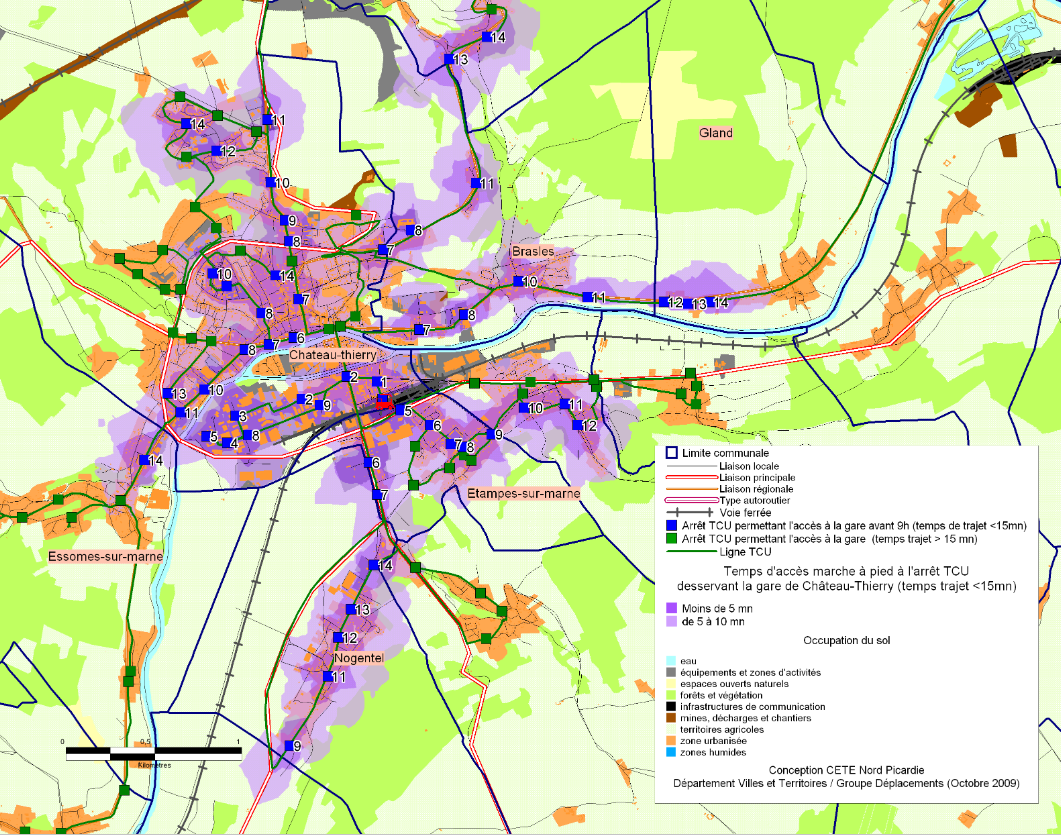 14
13
14
11
12
10
11
Gland
9
8
8
7
Brasles
10
14
10
11
12
13
14
7
8
8
7
6
7
8
Chateau-thierry
2
1
13
10
2
9
11
3
5
10
11
12
5
4
8
6
7
8
9
14
6
7
Etampes-sur-marne
Essomes-sur-marne
14
13
12
Nogentel
11
9
0
0.5
1
Kilomètres
Limite communale
Liaison locale
Liaison principale
Liaison régionale
Type autoroutier
Voie ferrée
Arrêt TCU permettant l'accès à la gare avant 9h (temps de trajet <15mn)
Arrêt TCU permettant l'accès à la gare (temps trajet > 15 mn)
Ligne TCU
Temps d'accès marche à pied à l'arrêt TCU
desservant la gare de Château-Thierry (temps trajet <15mn)
Moins de 5 mn
de 5 à 10 mn
Occupation du sol
eau
équipements et zones d'activités
espaces ouverts naturels
forêts et végétation
infrastructures de communication
mines, décharges et chantiers
territoires agricoles
zone urbanisée
zones humides
Conception CETE Nord Picardie
Département Villes et Territoires / Groupe Déplacements (Octobre 2009)